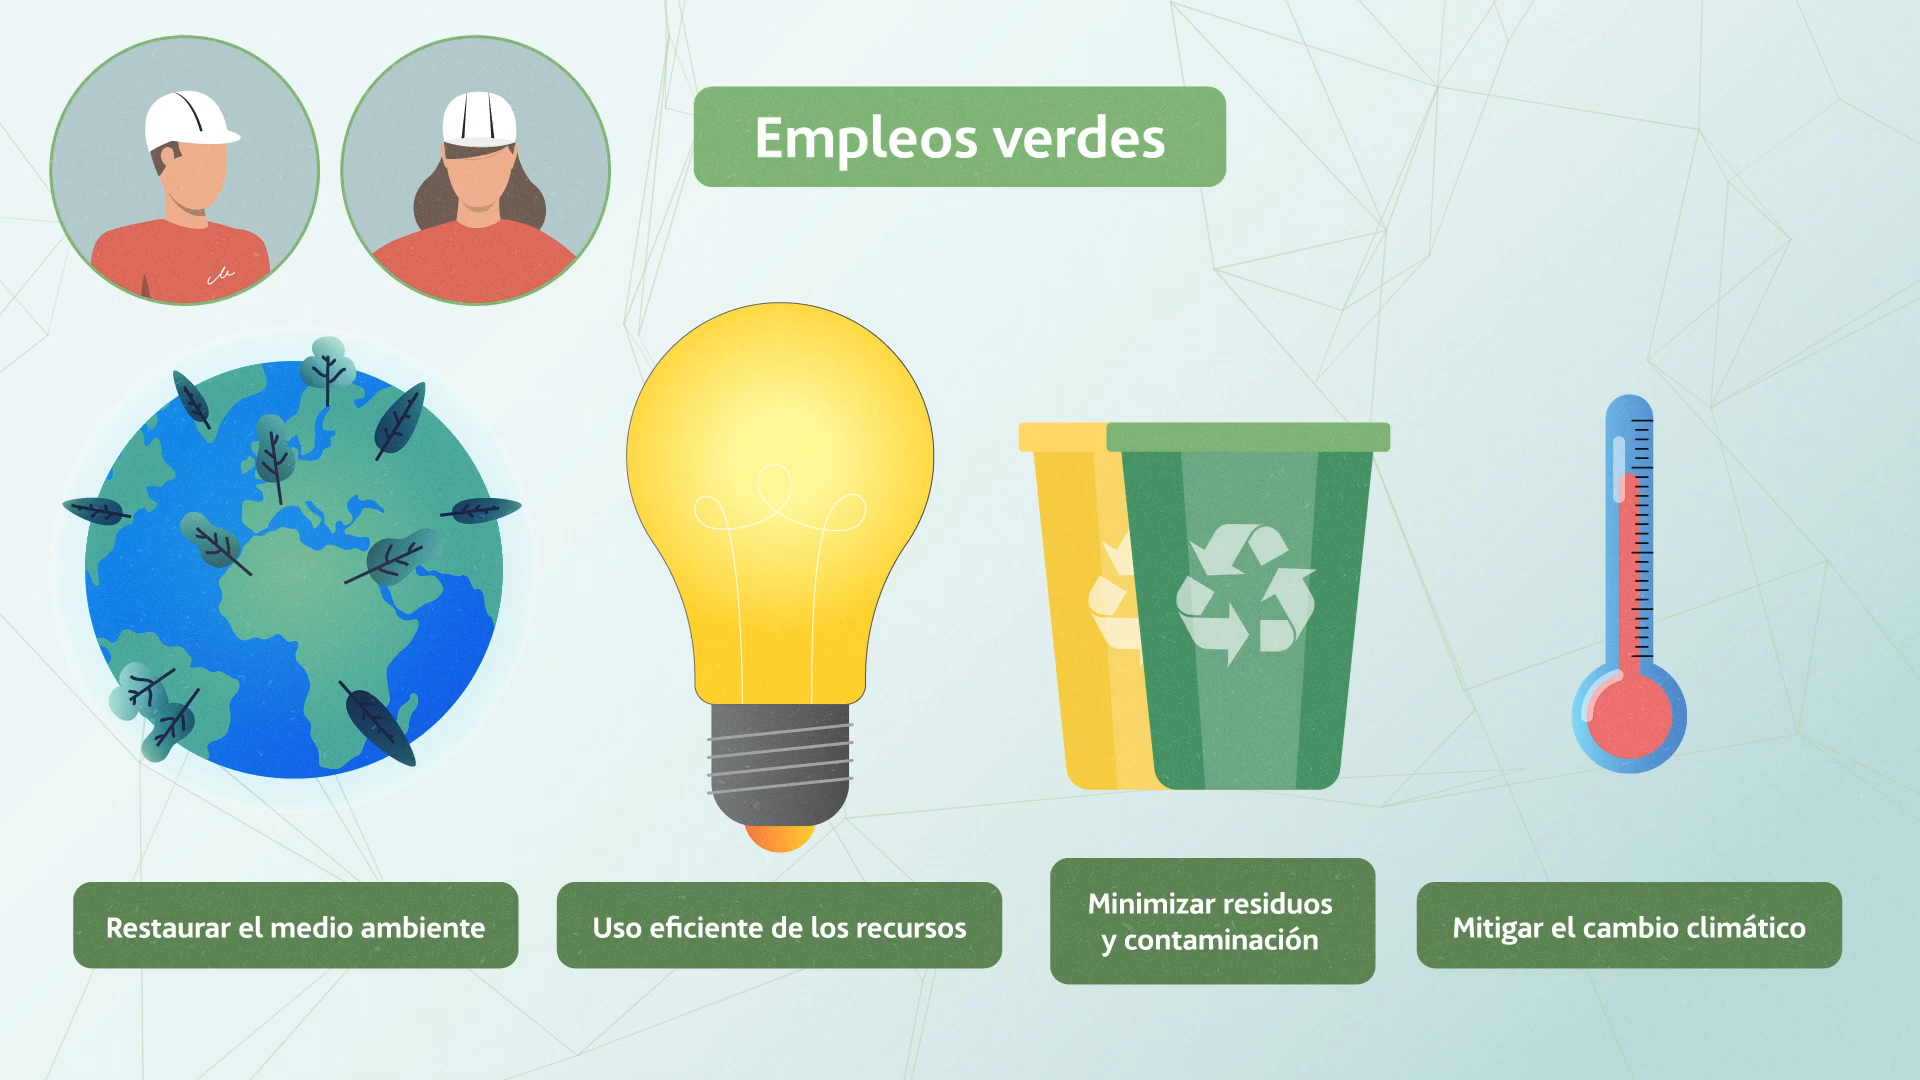 Empleos verdes
Restaurar el medio ambiente
Uso eficiente de los recursos
Minimizar residuos
y contaminación
Mitigar el cambio climático